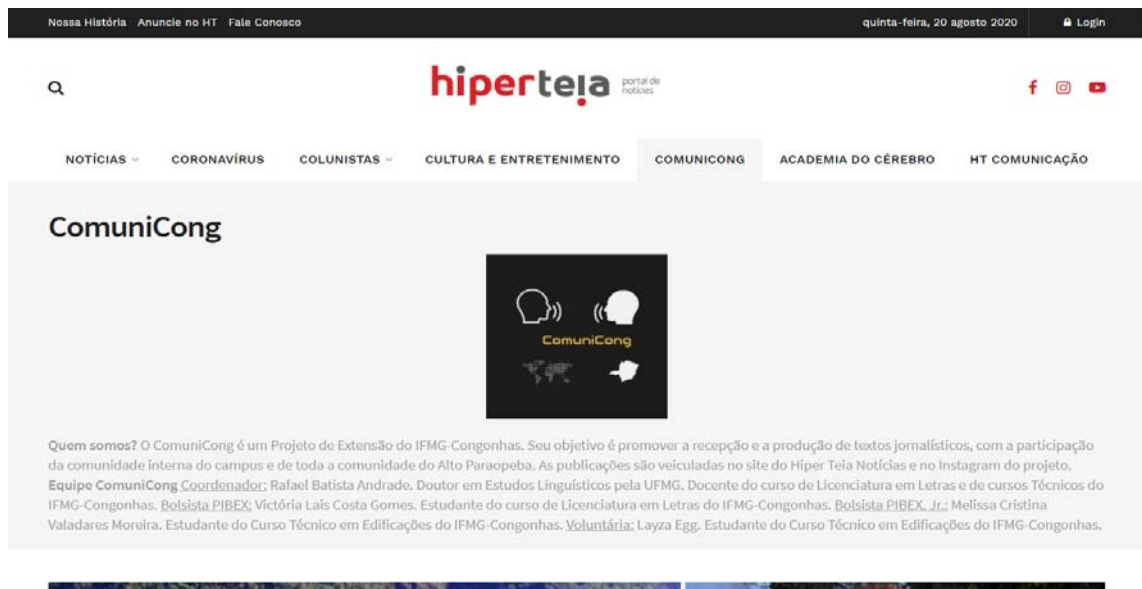 Nossa História Anuncie no HT Fale Conosco
quinta-feira, 20 agosto 2020
Login
hiperteia portal de notícias
NOTÍCIAS CORONAVÍRUS COLUNISTAS CULTURA E ENTRETENIMENTO COMUNICONG ACADEMIA DO CÉREBRO HT COMUNICAÇÃO
ComuniCong
ComuniCong
Quem somos? O ComuniCong é um Projeto de Extensão do IFMG-Congonhas. Seu objetivo é promover a recepção e a produção de textos jornalísticos, com a participação
da comunidade interna do campus e de toda a comunidade do Alto Paraopeba. As publicações são veiculadas no site do Hiper Teia Notícias e no Instagram do projeto.
Equipe ComuniCong Coordenador: Rafael Batista Andrade. Doutor em Estudos Linguísticos pela UFMG. Docente do curso de Licenciatura em Letras e de cursos Técnicos do
IFMG-Congonhas. Bolsista PIBEX: Victória Lais Costa Gomes. Estudante do curso de Licenciatura em Letras do IFMG-Congonhas. Bolsista PIBEX. Jr.: Melissa Cristina
Valadares Moreira. Estudante do Curso Técnico em Edificações do IFMG-Congonhas. Voluntária: Layza Egg. Estudante do Curso Técnico em Edificações do IFMG-Congonhas.